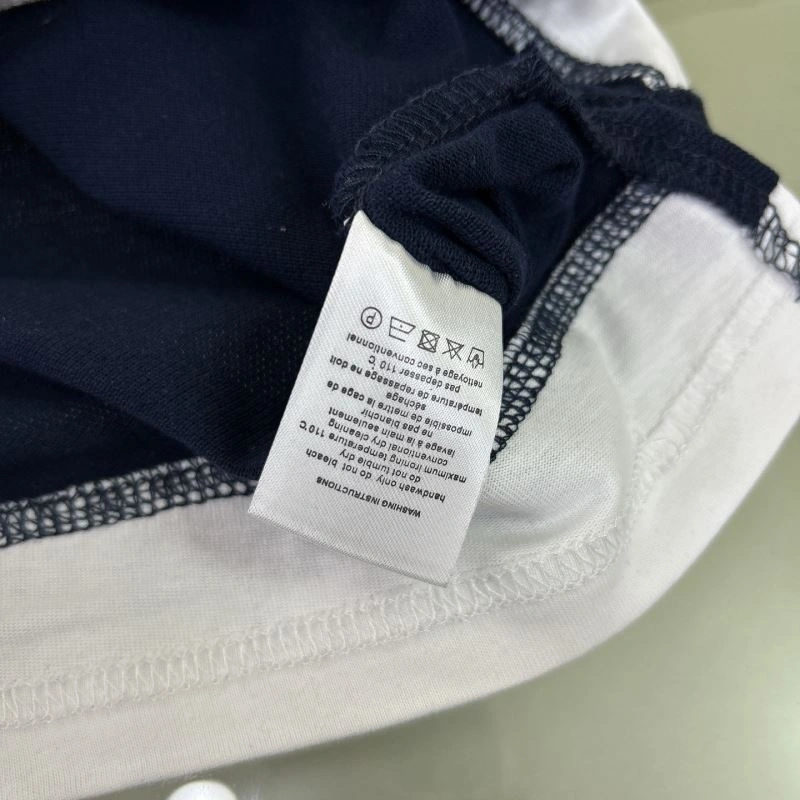 WASHING INSTRUCTIONS
handwash only do not bleach
do not tumble dry
maximum ironing temperature 110℃
conventional dry cleaning
lavage à la main seulement
ne pas blanchir
impossible de mettre la cage de
séchage
température de repassage ne doit
pas depasser 110℃
nettoyage à sec conventionnel
P